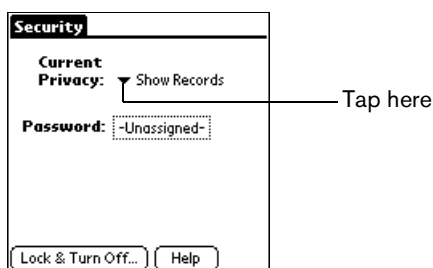 Security
Current
Privacy: Show Records
Tap here
Password: -Unassigned-
Lock & Turn Off... Help